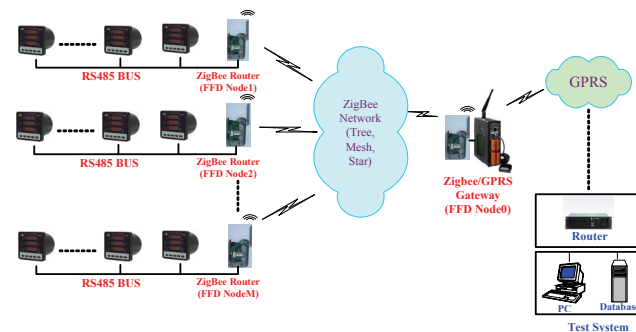 RS485 BUS
ZigBee Router
(FFD Node1)
RS485 BUS
ZigBee Router
(FFD Node2)
RS485 BUS
ZigBee Router
(FFD NodeM)
ZigBee
Network
(Tree,
Mesh,
Star)
Zigbee/GPRS
Gateway
(FFD Node0)
GPRS
Router
PC
Database
Test System